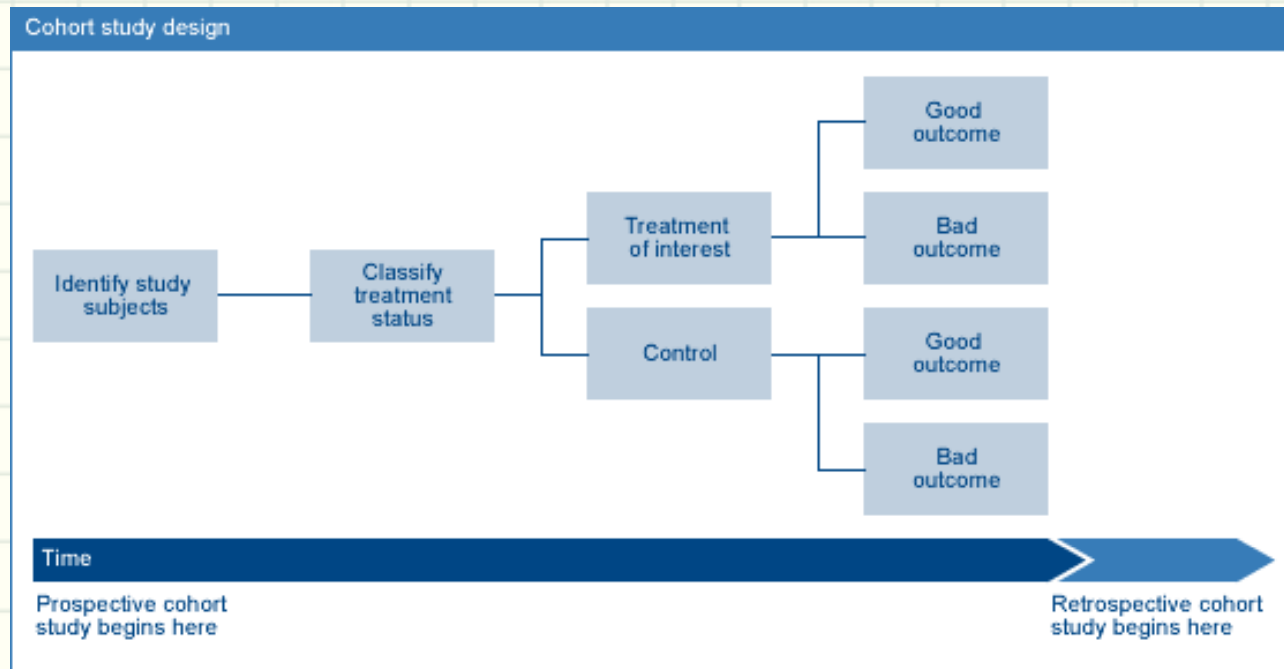 Cohort study design
Good
outcome
Treatment
of interest
Bad
outcome
Identify study
subjects
Classify
treatment
status
Control
Good
outcome
Bad
outcome
Time
Prospective cohort
study begins here
Retrospective cohort
study begins here